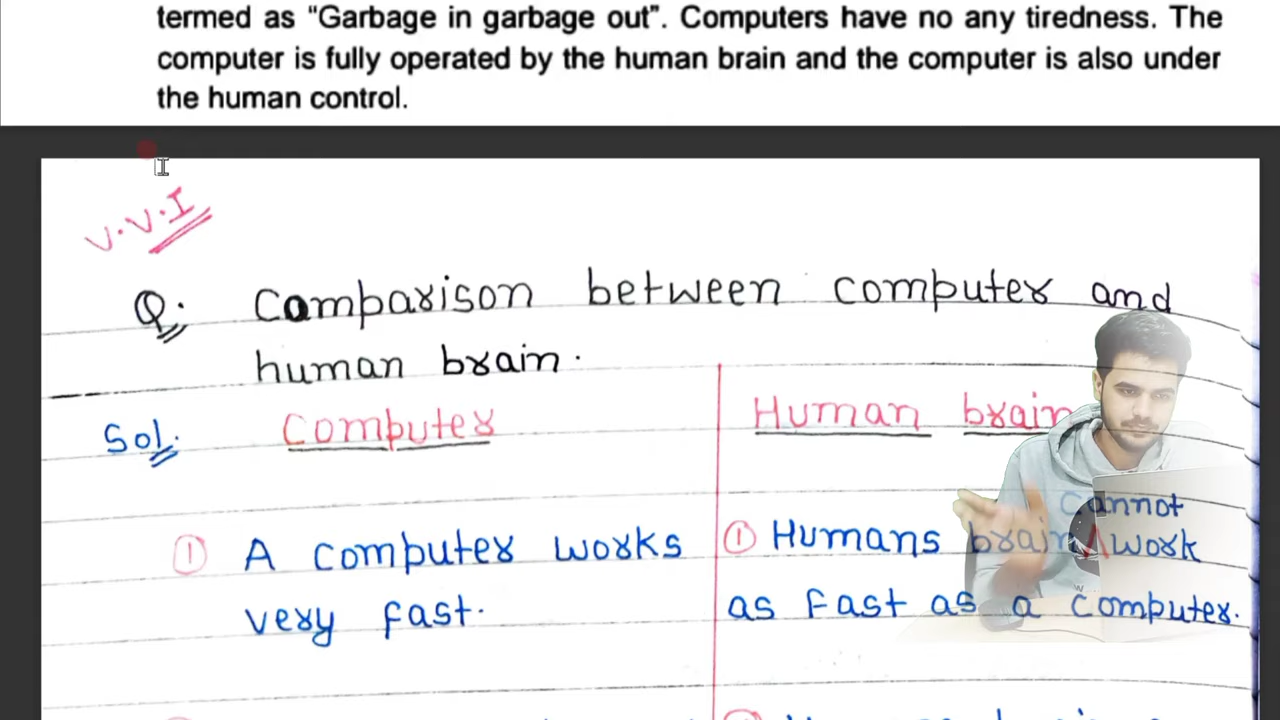 termed as “Garbage in garbage out”. Computers have no any tiredness. The
computer is fully operated by the human brain and the computer is also under
the human control.
V.V.I
Q. Comparison between computer and
human brain.
Sol. Computer
Human brain
① A computer works
very fast.
① Humans brain cannot work
as fast as a computer.